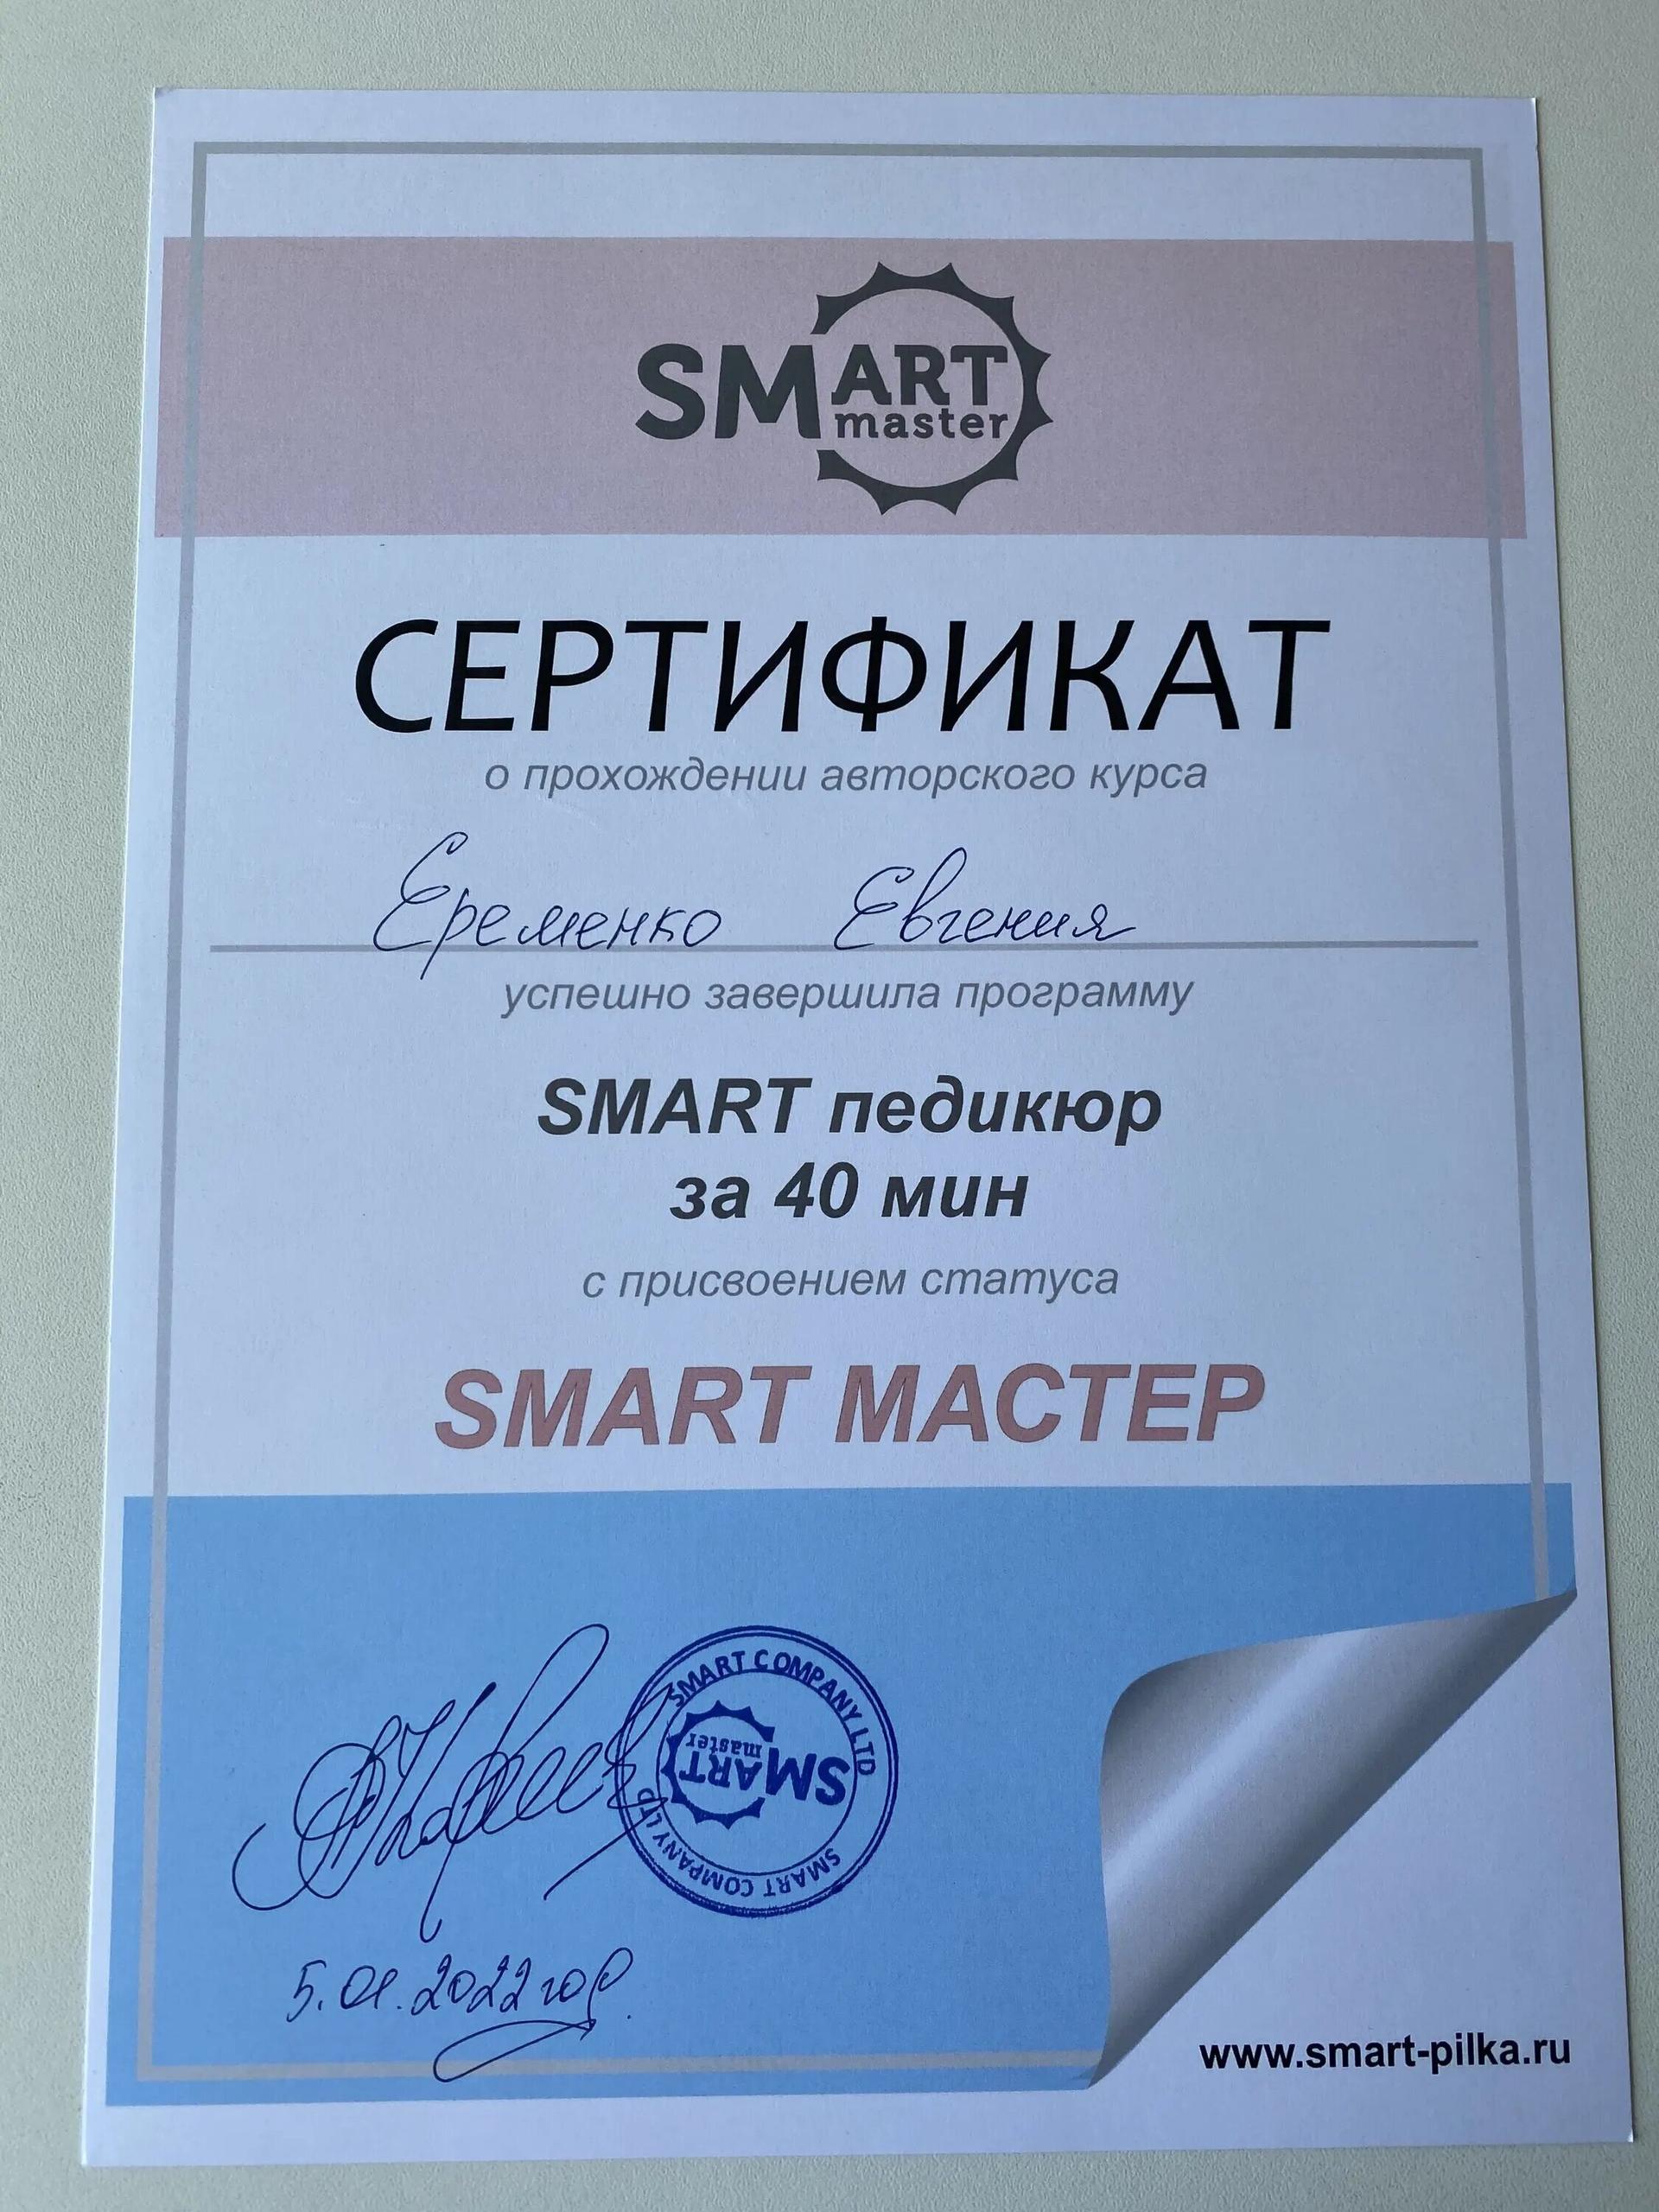 SMART
master
СЕРТИФИКАТ
о прохождении авторского курса
Еременко Евгения
успешно завершила программу
SMART педикюр
за 40 мин
с присвоением статуса
SMART МАСТЕР
SMART COMPANY LTD
SMART
master
SMART COMPANY LTD
5.01.2022 год.
www.smart-pilka.ru